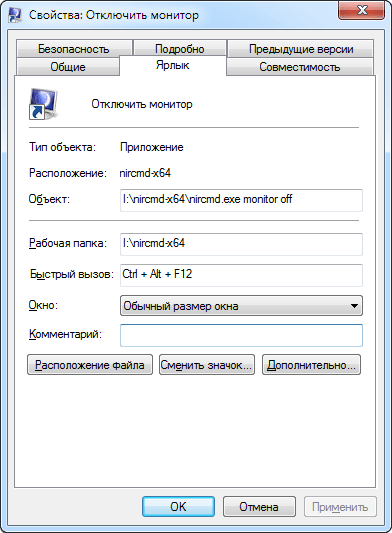 Свойства: Отключить монитор
Безопасность Подробно Предыдущие версии
Общие Ярлык Совместимость
Отключить монитор
Тип объекта: Приложение
Расположение: nircmd-x64
Объект: I:\nircmd-x64\nircmd.exe monitor off
Рабочая папка: I:\nircmd-x64
Быстрый вызов: Ctrl + Alt + F12
Окно: Обычный размер окна
Комментарий:
Расположение файла Сменить значок... Дополнительно...
OK Отмена Применить